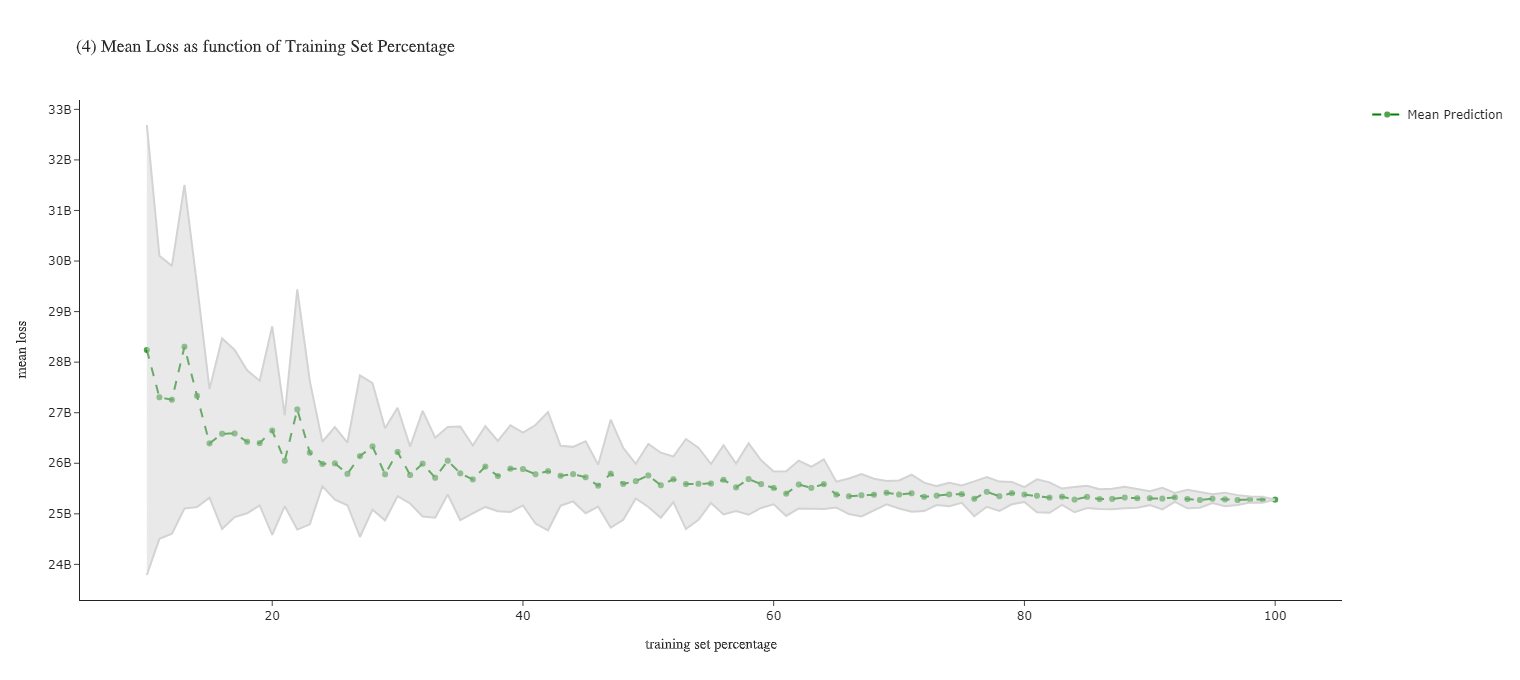 (4) Mean Loss as function of Training Set Percentage
33B
32B
31B
30B
29B
28B
27B
26B
25B
24B
mean loss
20
40
60
80
100
training set percentage
Mean Prediction